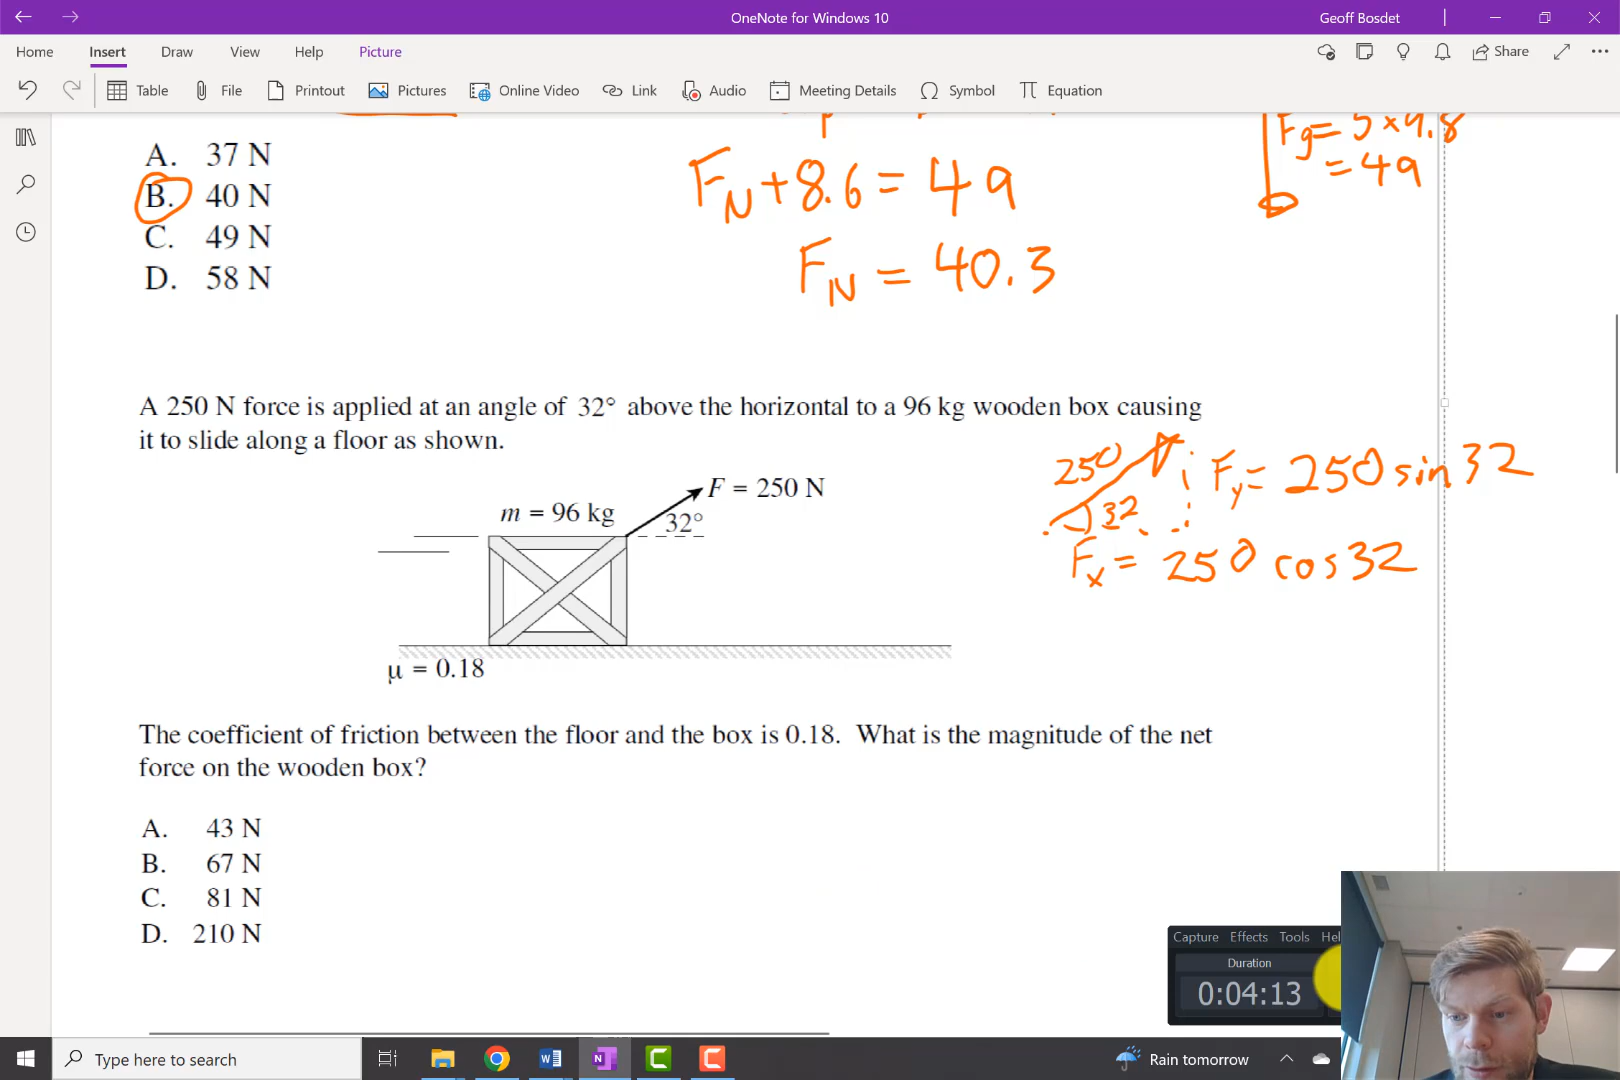 OneNote for Windows 10
Geoff Bosdet
Home Insert Draw View Help Picture
Share
Table File Printout Pictures Online Video Link Audio Meeting Details Symbol Equation
Fg= 5×9.8
= 49
A. 37 N
B. 40 N
C. 49 N
D. 58 N
FN+8.6 = 49
FN = 40.3
A 250 N force is applied at an angle of 32° above the horizontal to a 96 kg wooden box causing
it to slide along a floor as shown.
F = 250 N
m = 96 kg
32°
μ = 0.18
250
32
Fy= 250 sin 32
Fx= 250 cos 32
The coefficient of friction between the floor and the box is 0.18. What is the magnitude of the net
force on the wooden box?
A. 43 N
B. 67 N
C. 81 N
D. 210 N
Capture Effects Tools Hel
Duration
0:04:13
Type here to search
Rain tomorrow